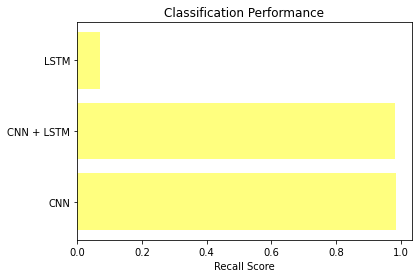 Classification Performance
LSTM
CNN + LSTM
CNN
0.0 0.2 0.4 0.6 0.8 1.0
Recall Score